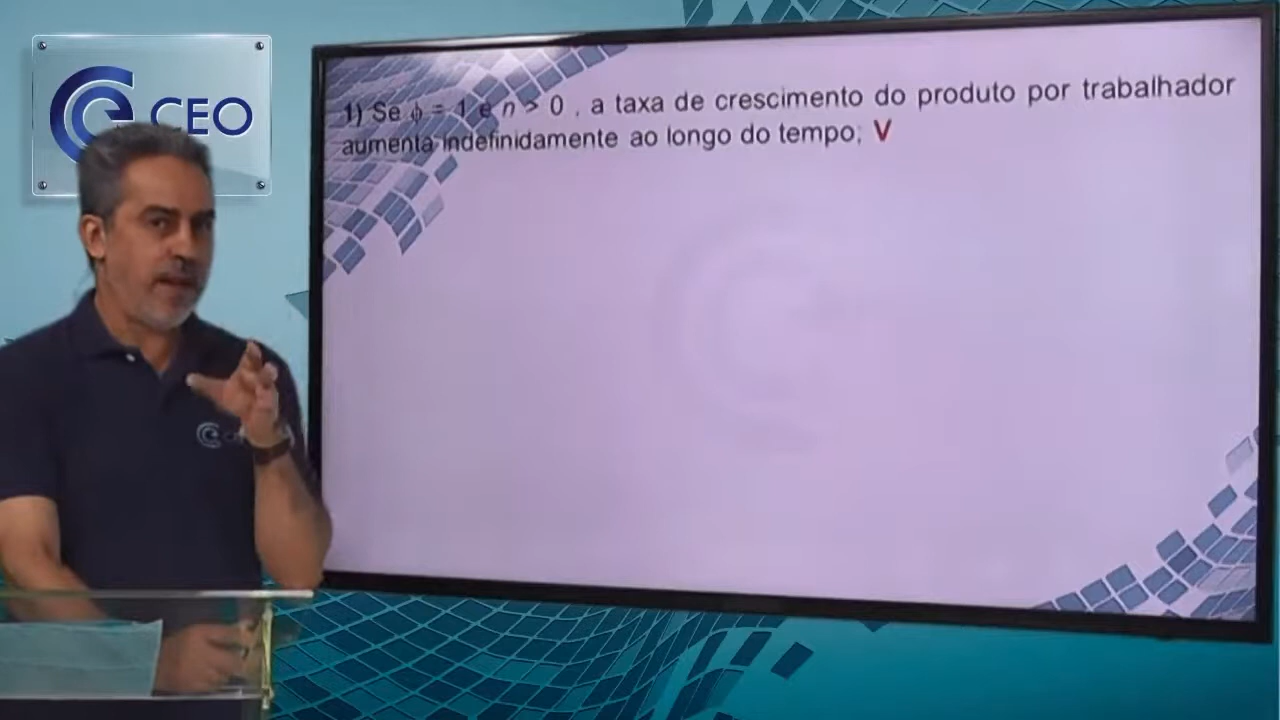 CEO
1) Se ϕ = 1 e n > 0 , a taxa de crescimento do produto por trabalhador
aumenta indefinidamente ao longo do tempo; V